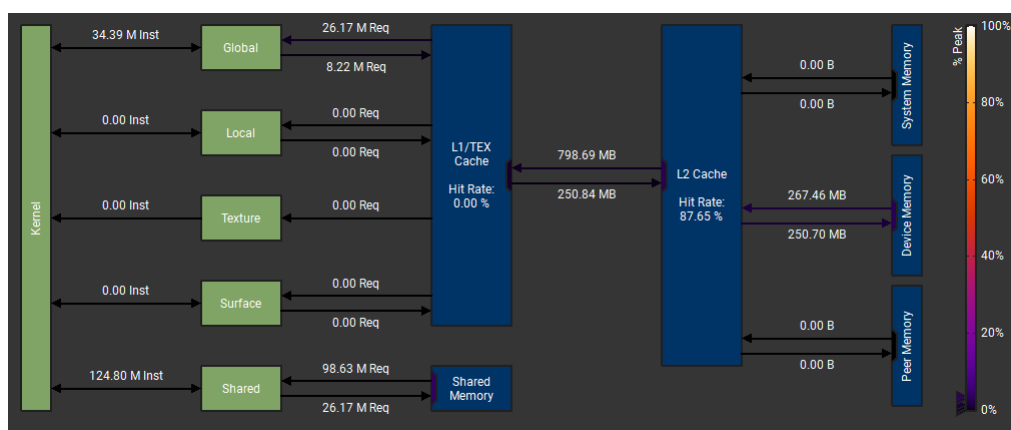 Kernel
34.39 M Inst
Global
26.17 M Req
8.22 M Req
0.00 Inst
Local
0.00 Req
0.00 Req
0.00 Inst
Texture
0.00 Req
0.00 Inst
Surface
0.00 Req
0.00 Req
124.80 M Inst
Shared
98.63 M Req
26.17 M Req
L1/TEX
Cache
Hit Rate:
0.00 %
Shared
Memory
798.69 MB
250.84 MB
L2 Cache
Hit Rate:
87.65 %
0.00 B
0.00 B
System Memory
267.46 MB
250.70 MB
Device Memory
0.00 B
0.00 B
Peer Memory
% Peak
100%
80%
60%
40%
20%
0%